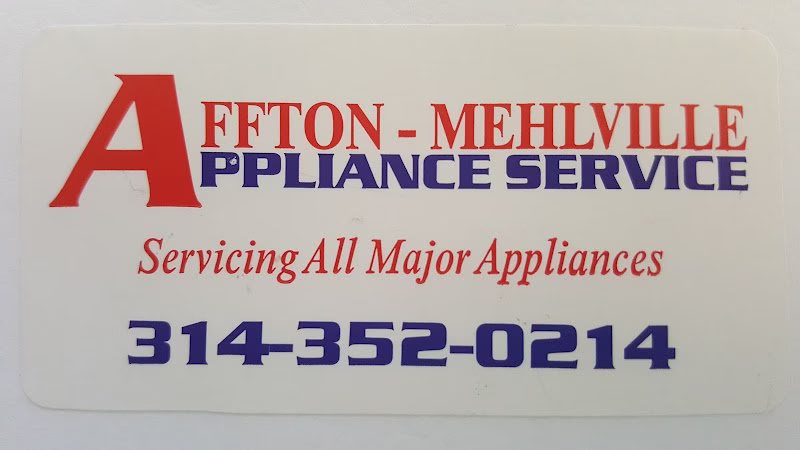 AFFTON - MEHLVILLE
APPLIANCE SERVICE
Servicing All Major Appliances
314-352-0214